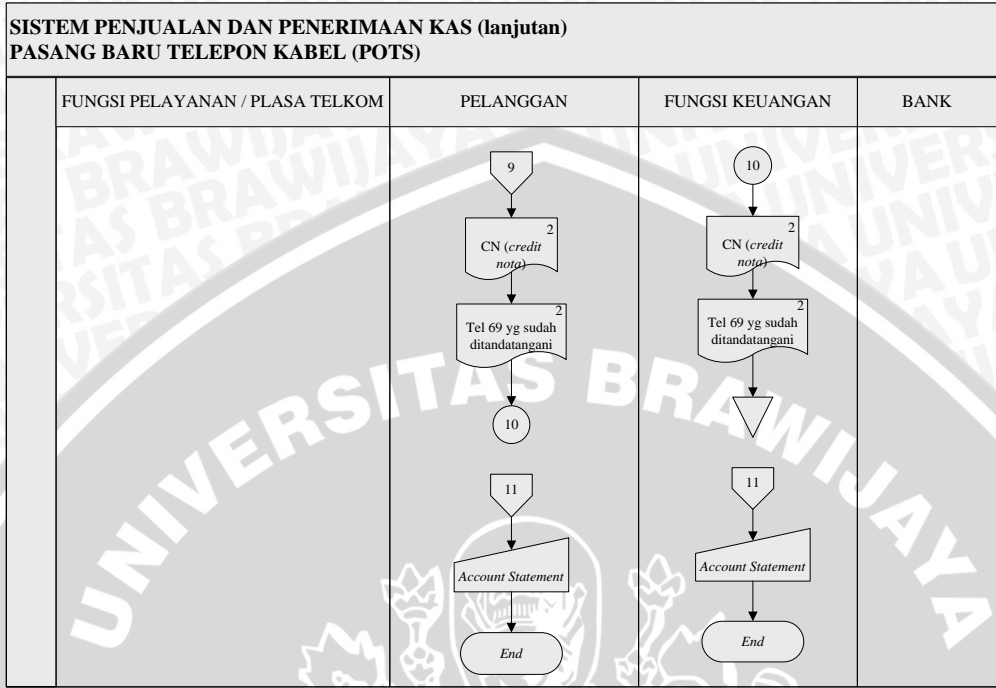 SISTEM PENJUALAN DAN PENERIMAAN KAS (lanjutan)
PASANG BARU TELEPON KABEL (POTS)
FUNGSI PELAYANAN / PLASA TELKOM
PELANGGAN
FUNGSI KEUANGAN
BANK
9
2
CN (credit
nota)
2
Tel 69 yg sudah
ditandatangani
10
11
Account Statement
End
10
2
CN (credit
nota)
2
Tel 69 yg sudah
ditandatangani
11
Account Statement
End
UNIVERSITAS BRAWIJAYA